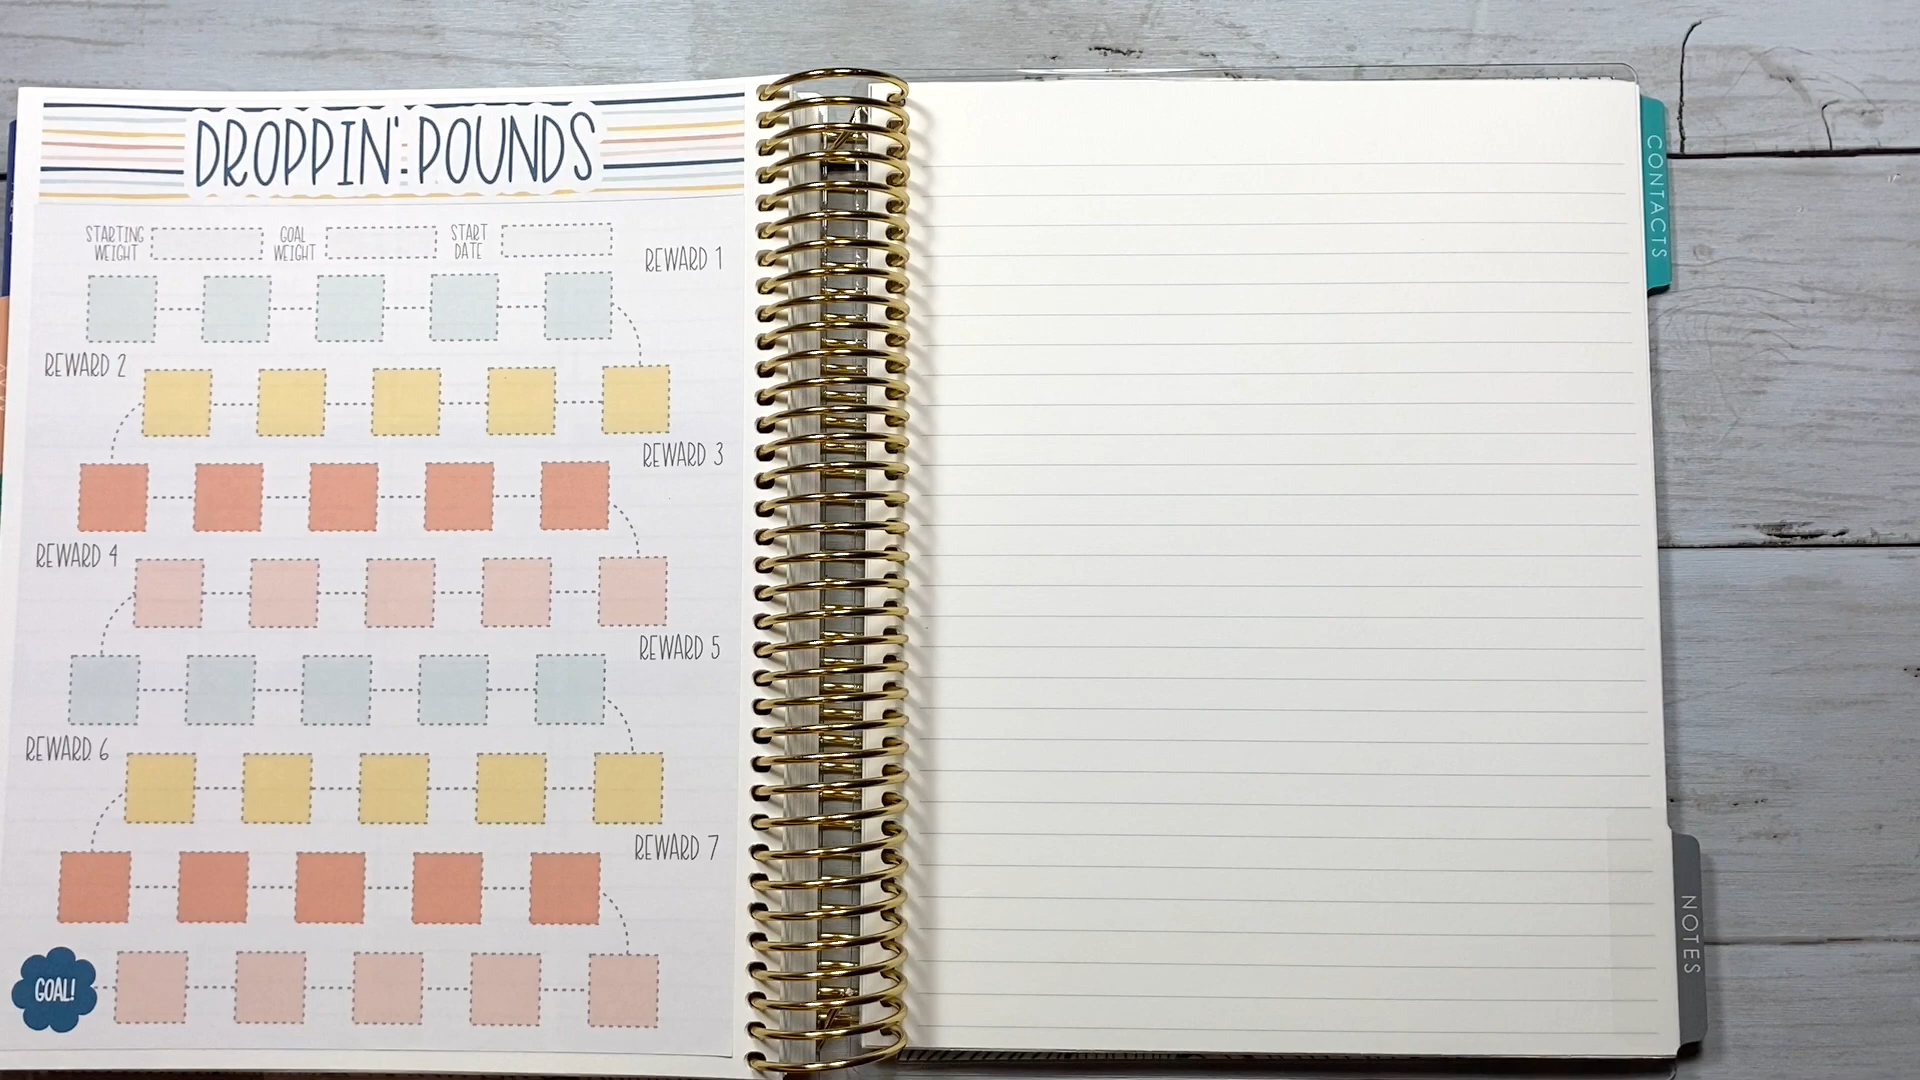 DROPPIN' POUNDS
STARTING WEIGHT
GOAL WEIGHT
START DATE
REWARD 1
REWARD 2
REWARD 3
REWARD 4
REWARD 5
REWARD 6
REWARD 7
GOAL!
CONTACTS
NOTES